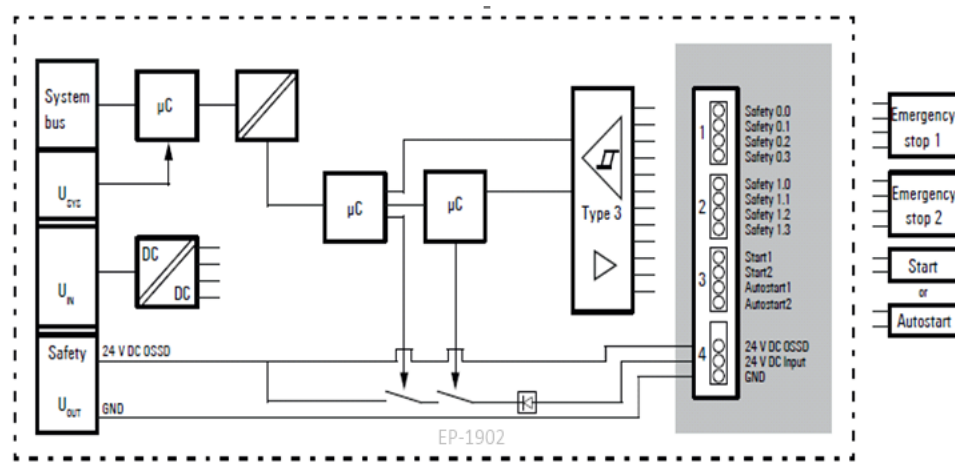 System
bus
µC
U SYS
U IN
DC
DC
Safety
24 V DC OSSD
U OUT
GND
µC
µC
Type 3
1
Safety 0.0
Safety 0.1
Safety 0.2
Safety 0.3
2
Safety 1.0
Safety 1.1
Safety 1.2
Safety 1.3
3
Start1
Start2
Autostart1
Autostart2
4
24 V DC OSSD
24 V DC Input
GND
Emergency
stop 1
Emergency
stop 2
Start
or
Autostart
EP-1902